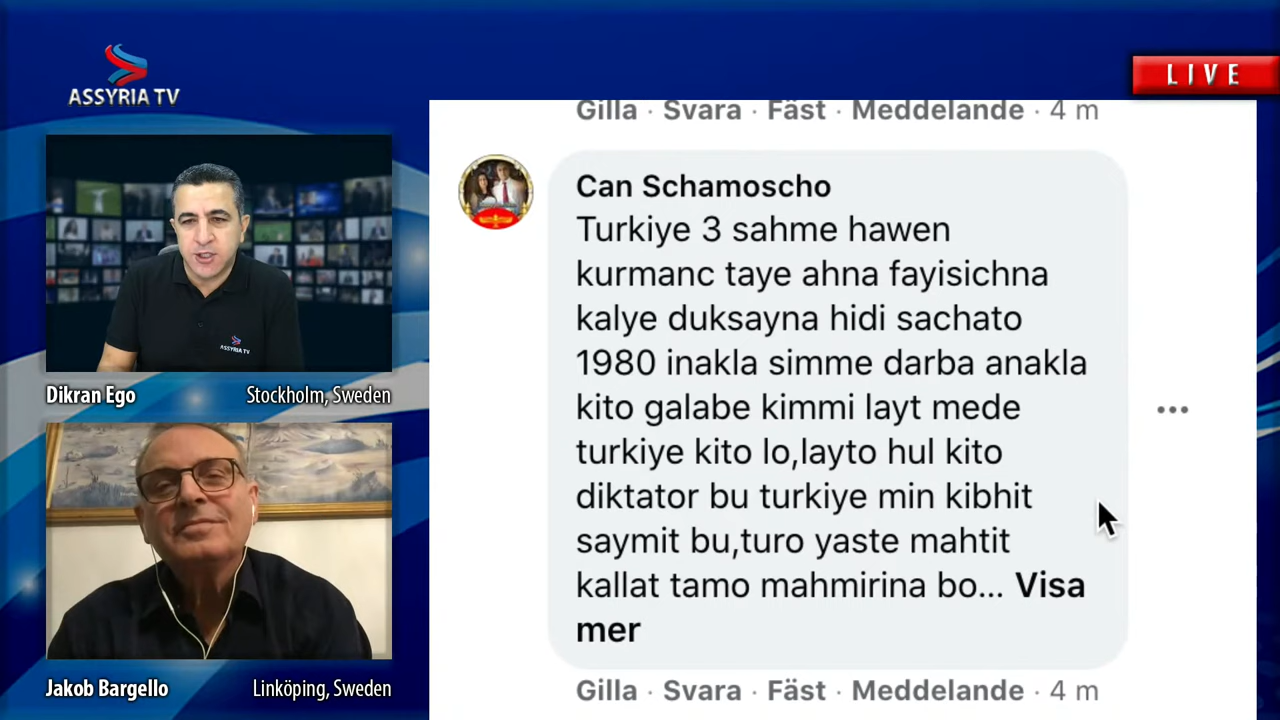 ASSYRIA TV
LIVE
Gilla · Svara · Fäst · Meddelande · 4 m
Can Schamoscho
Turkiye 3 sahme hawen
kurmanc taye ahna fayisichna
kalye duksayna hidi sachato
1980 inakla simme darba anakla
kito galabe kimmi layt mede
turkiye kito lo,layto hul kito
diktator bu turkiye min kibhit
saymit bu,turo yaste mahtit
kallat tamo mahmirina bo... Visa
mer
Gilla · Svara · Fäst · Meddelande · 4 m
ASSYRIA TV
Dikran Ego Stockholm, Sweden
Jakob Bargello Linköping, Sweden